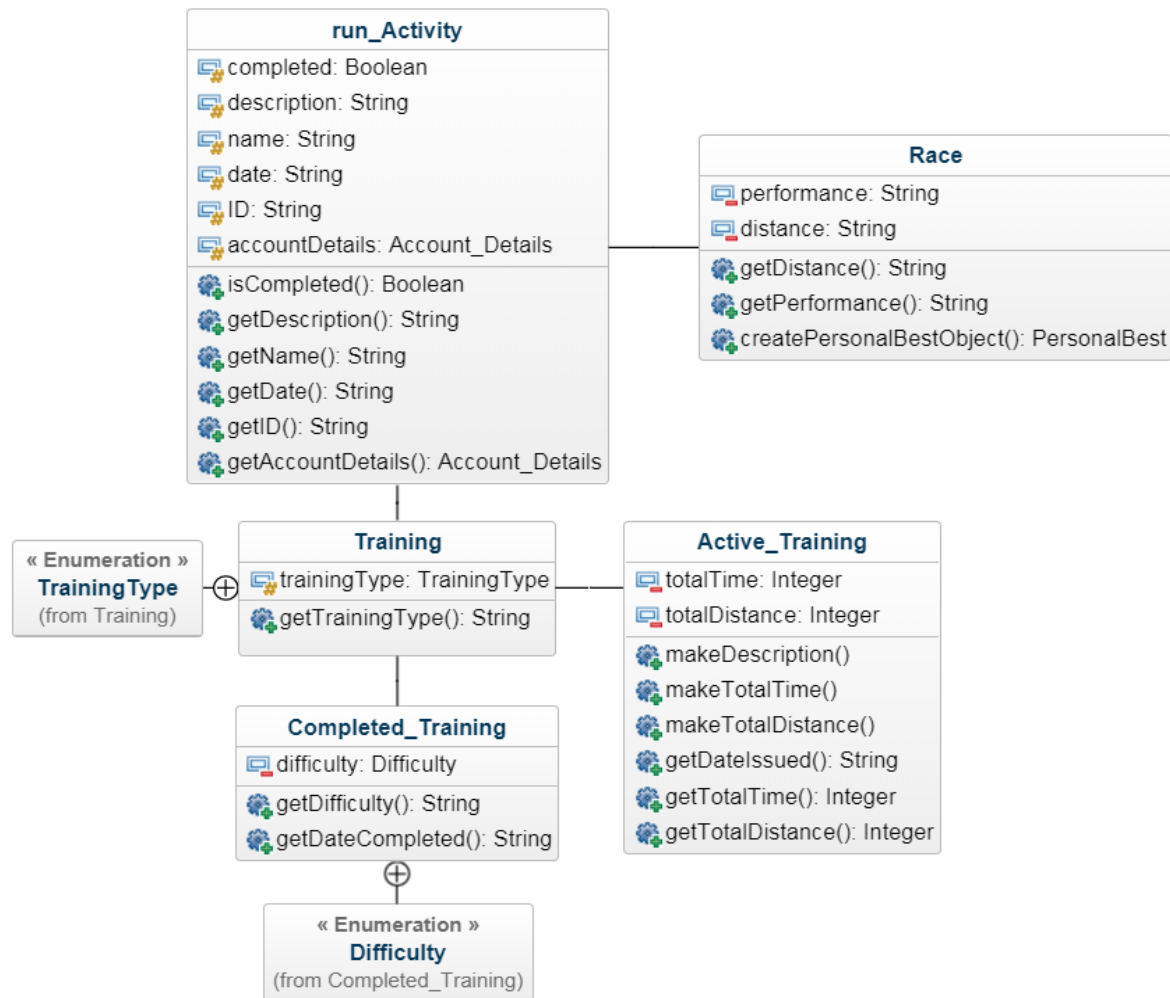 run_Activity
completed: Boolean
description: String
name: String
date: String
ID: String
accountDetails: Account_Details
isCompleted(): Boolean
getDescription(): String
getName(): String
getDate(): String
getID(): String
getAccountDetails(): Account_Details
Race
performance: String
distance: String
getDistance(): String
getPerformance(): String
createPersonalBestObject(): PersonalBest
« Enumeration »
TrainingType
(from Training)
Training
trainingType: TrainingType
getTrainingType(): String
Active_Training
totalTime: Integer
totalDistance: Integer
makeDescription()
makeTotalTime()
makeTotalDistance()
getDateIssued(): String
getTotalTime(): Integer
getTotalDistance(): Integer
Completed_Training
difficulty: Difficulty
getDifficulty(): String
getDateCompleted(): String
« Enumeration »
Difficulty
(from Completed_Training)